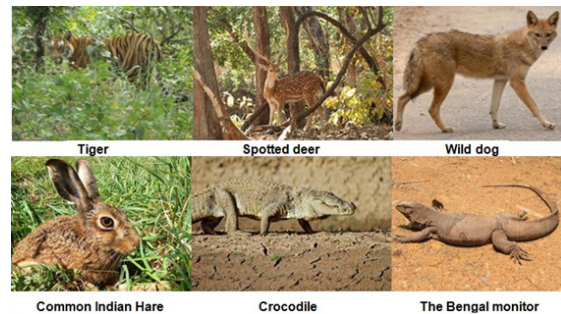 Tiger
Spotted deer
Wild dog
Common Indian Hare
Crocodile
The Bengal monitor